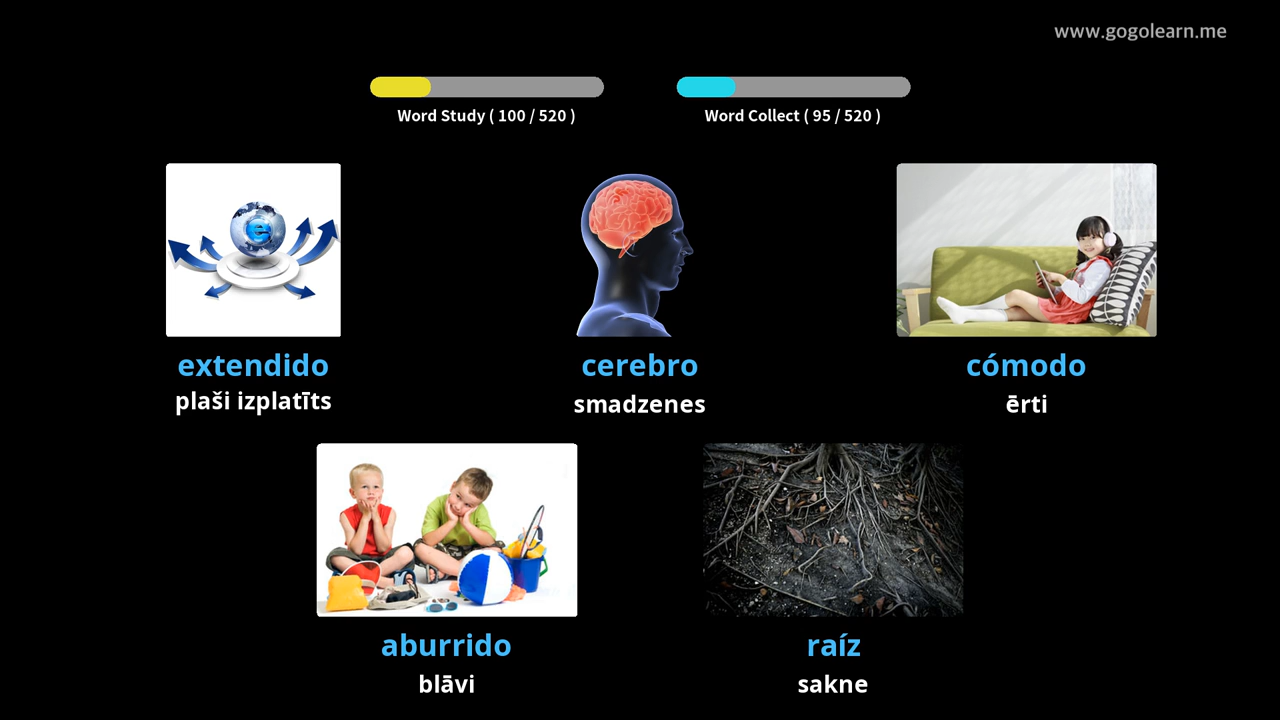 www.gogolearn.me
Word Study ( 100 / 520 )
Word Collect ( 95 / 520 )
e
extendido
plaši izplatīts
cerebro
smadzenes
cómodo
ērti
aburrido
blāvi
raíz
sakne